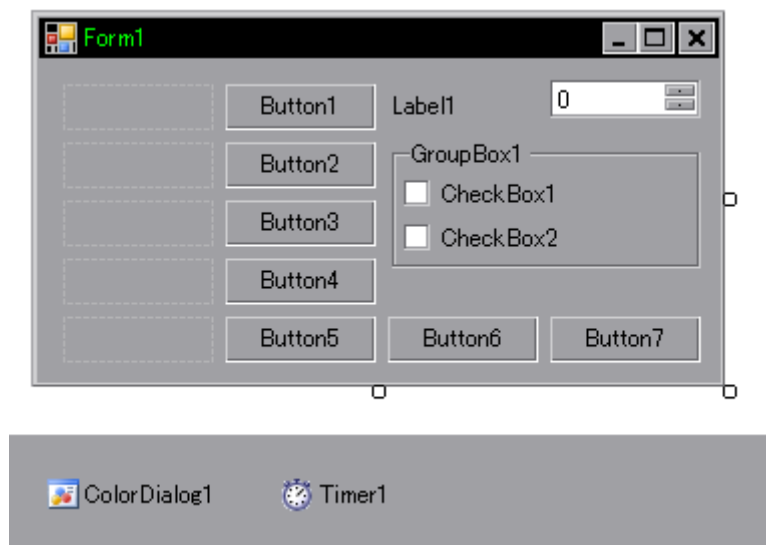 Form1
Button1 Label1 0
Button2 GroupBox1
CheckBox1
Button3 CheckBox2
Button4
Button5 Button6 Button7
ColorDialog1 Timer1